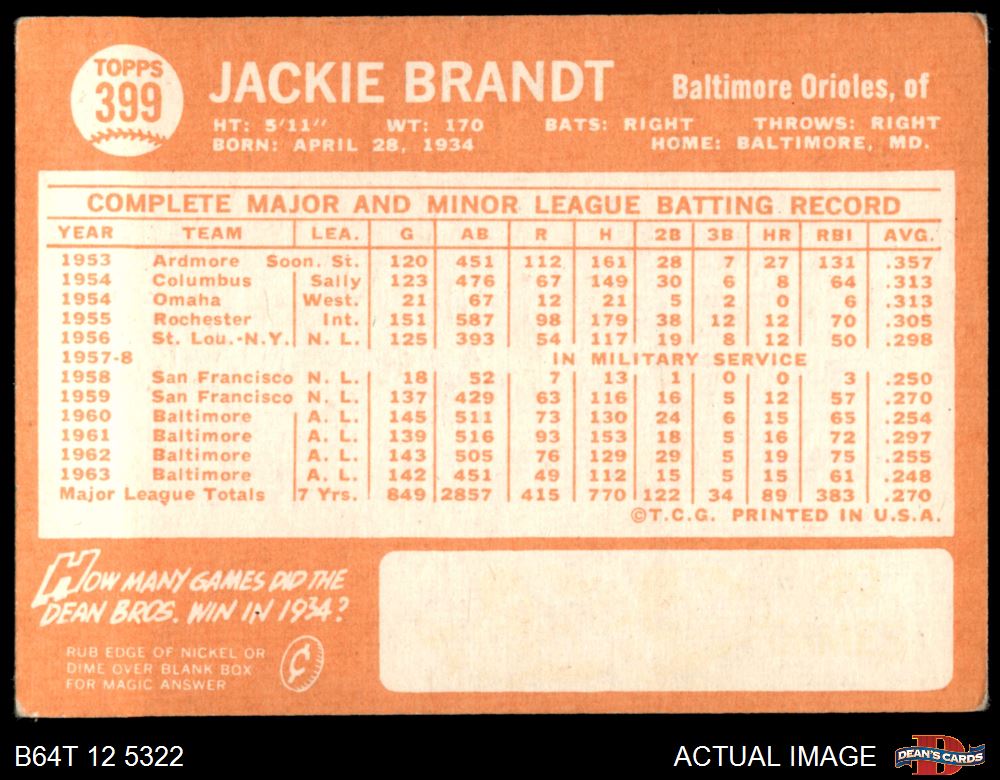 TOPPS
399
JACKIE BRANDT
Baltimore Orioles, of
HT: 5'11" WT: 170 BATS: RIGHT THROWS: RIGHT
BORN: APRIL 28, 1934 HOME: BALTIMORE, MD.
COMPLETE MAJOR AND MINOR LEAGUE BATTING RECORD
YEAR TEAM LEA. G AB R H 2B 3B HR RBI AVG.
1953 Ardmore Soon. St. 120 451 112 161 28 7 27 131 .357
1954 Columbus Sally 123 476 67 149 30 6 8 64 .313
1954 Omaha West. 21 67 12 21 5 2 0 6 .313
1955 Rochester Int. 151 587 98 179 38 12 12 70 .305
1956 St. Lou.-N.Y. N. L. 125 393 54 117 19 8 12 50 .298
1957-8 IN MILITARY SERVICE
1958 San Francisco N. L. 18 52 7 13 1 0 0 3 .250
1959 San Francisco N. L. 137 429 63 116 16 5 12 57 .270
1960 Baltimore A. L. 145 511 73 130 24 6 15 65 .254
1961 Baltimore A. L. 139 516 93 153 18 5 16 72 .297
1962 Baltimore A. L. 143 505 76 129 29 5 19 75 .255
1963 Baltimore A. L. 142 451 49 112 15 5 15 61 .248
Major League Totals 7 Yrs. 849 2857 415 770 122 34 89 383 .270
©T.C.G. PRINTED IN U.S.A.
HOW MANY GAMES DID THE
DEAN BROS. WIN IN 1934?
RUB EDGE OF NICKEL OR
DIME OVER BLANK BOX
FOR MAGIC ANSWER
¢
B64T 12 5322 ACTUAL IMAGE
DEAN'S CARDS